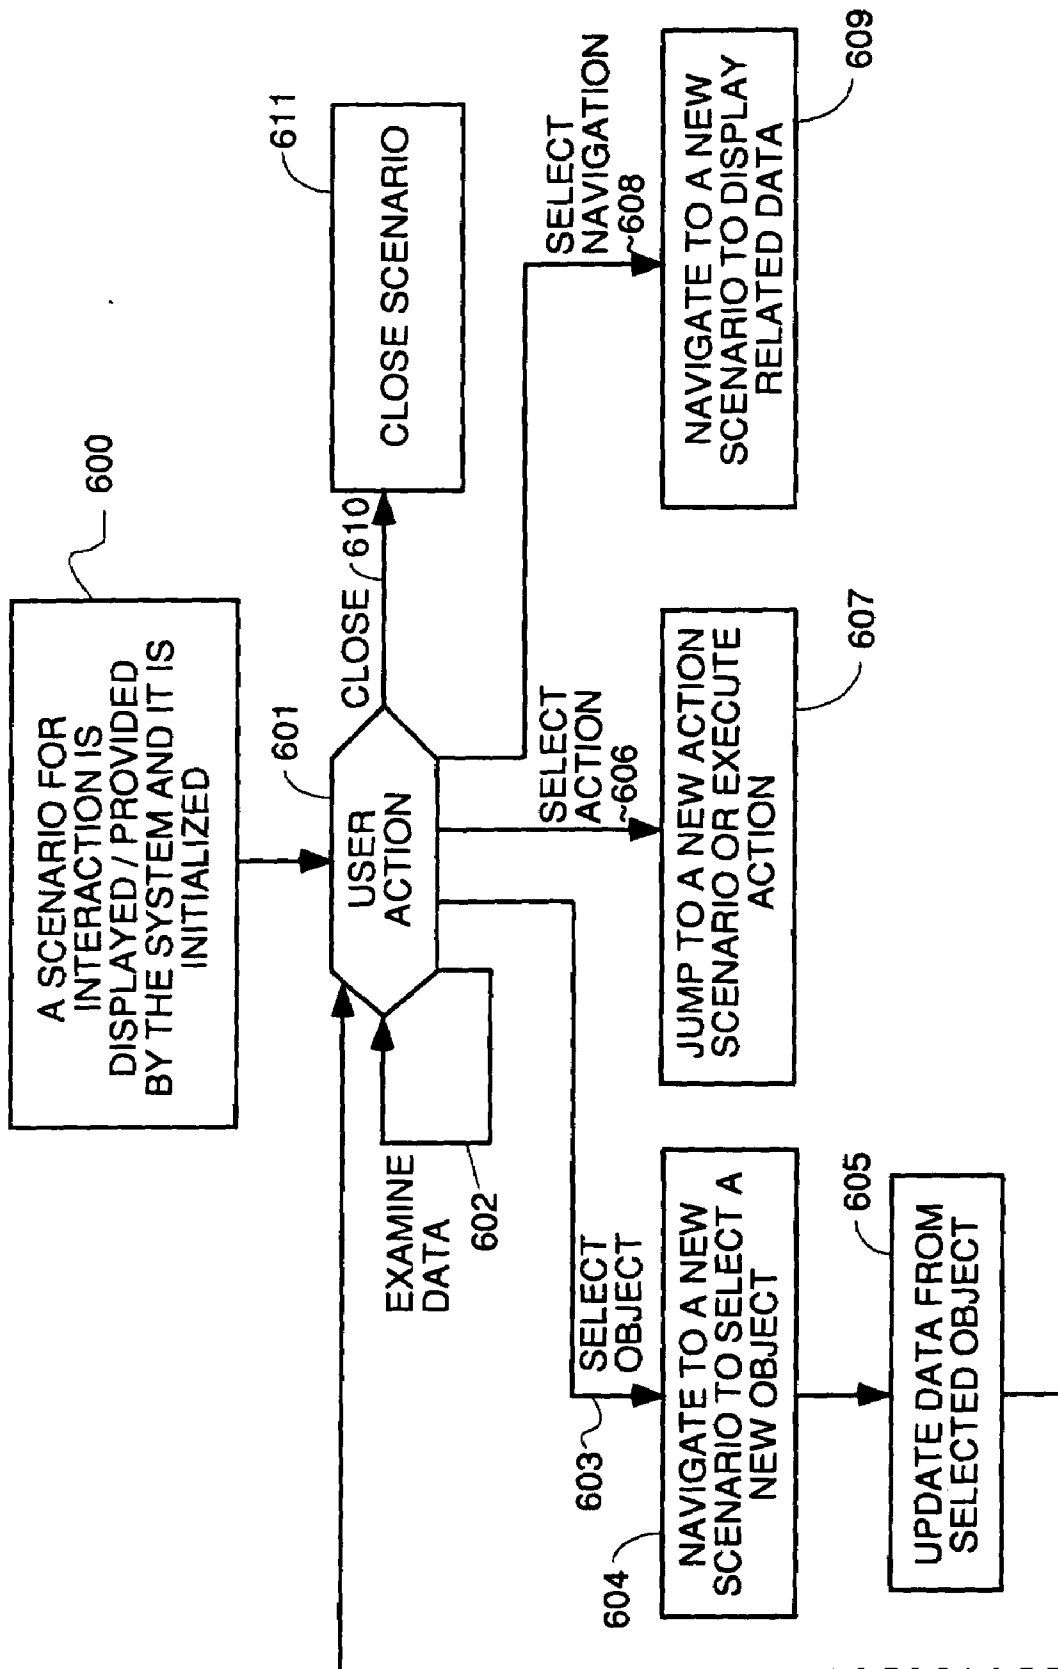 600
A SCENARIO FOR
INTERACTION IS
DISPLAYED / PROVIDED
BY THE SYSTEM AND IT IS
INITIALIZED
601
USER
ACTION
CLOSE
610
611
CLOSE SCENARIO
EXAMINE
DATA
602
603
SELECT
OBJECT
SELECT
ACTION
~606
SELECT
NAVIGATION
~608
604
NAVIGATE TO A NEW
SCENARIO TO SELECT A
NEW OBJECT
607
JUMP TO A NEW ACTION
SCENARIO OR EXECUTE
ACTION
609
NAVIGATE TO A NEW
SCENARIO TO DISPLAY
RELATED DATA
605
UPDATE DATA FROM
SELECTED OBJECT